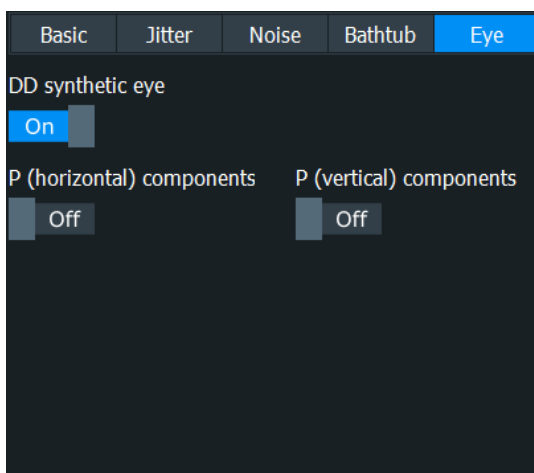 Basic Jitter Noise Bathtub Eye
DD synthetic eye
On
P (horizontal) components P (vertical) components
Off Off